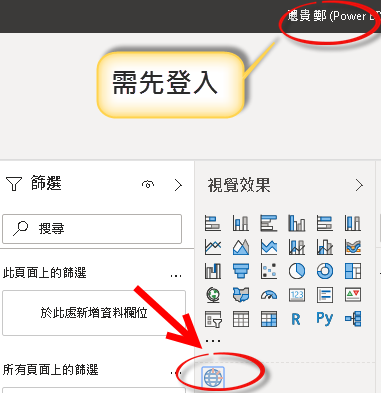 璁貴 鄭 (Power B
需先登入
篩選
視覺效果
搜尋
此頁面上的篩選
...
於此處新增資料欄位
123
R Py
...
所有頁面上的篩選
...